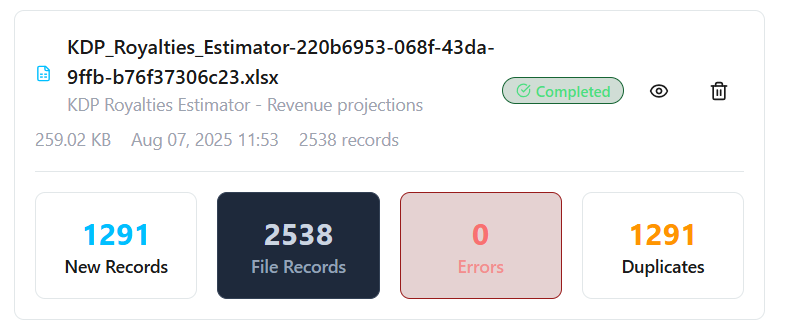 KDP_Royalties_Estimator-220b6953-068f-43da-
9ffb-b76f37306c23.xlsx
KDP Royalties Estimator - Revenue projections
Completed
259.02 KB Aug 07, 2025 11:53 2538 records
1291 2538 0 1291
New Records File Records Errors Duplicates